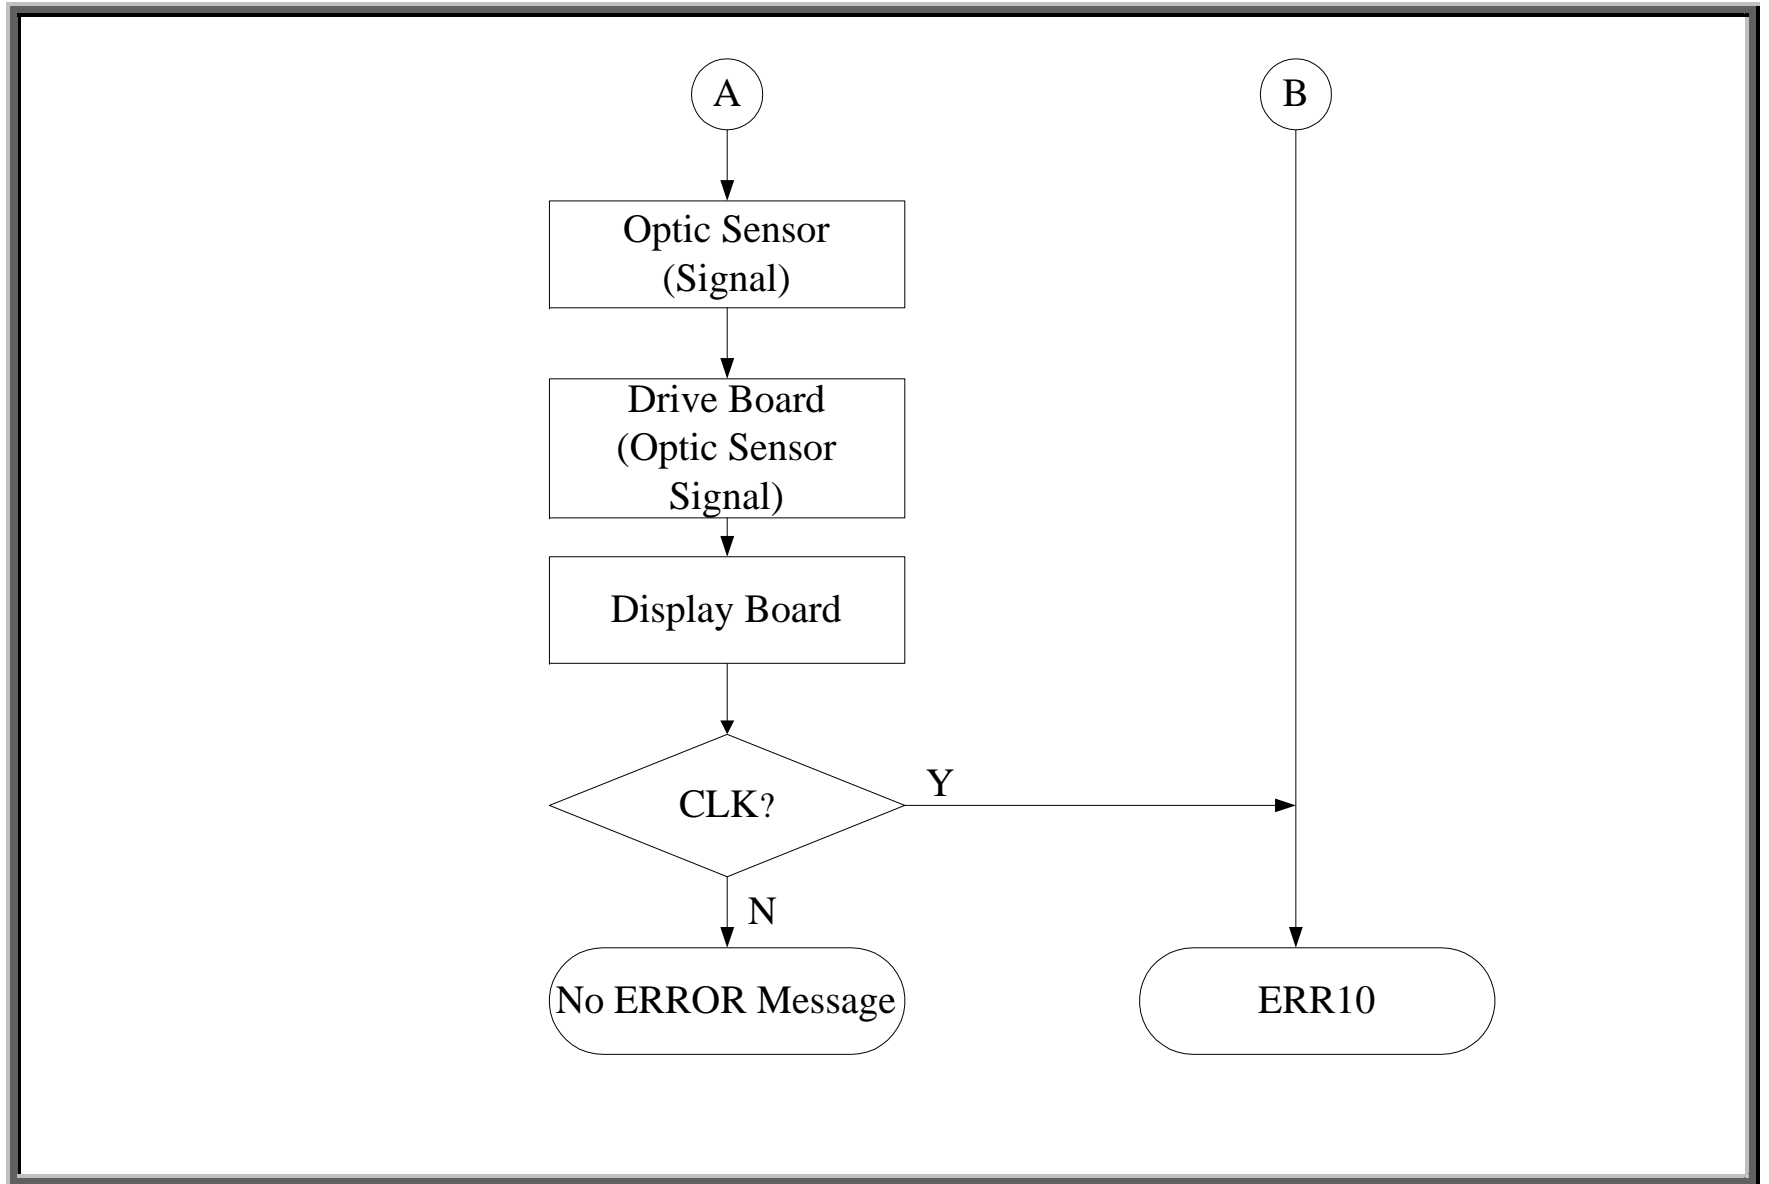 A
B
Optic Sensor
(Signal)
Drive Board
(Optic Sensor
Signal)
Display Board
CLK?
Y
N
No ERROR Message
ERR10